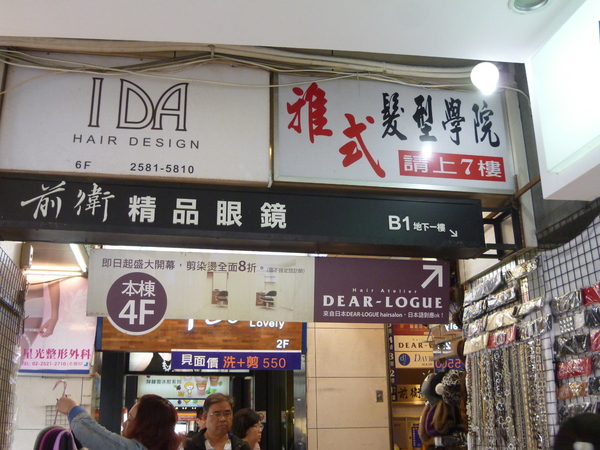 IDA
HAIR DESIGN
6F 2581-5810
雅式 髮型學院
請上7樓
前衛 精品眼鏡
B1 地下一樓
即日起盛大開幕，剪染燙全面8折
本棟
4F
Hair Atelier
DEAR-LOGUE
來自日本DEAR-LOGUE hairsalon，日本語對應ok！
Lovely
2F
見面價 洗+剪 550
星光整形外科
DEAR-LOGUE